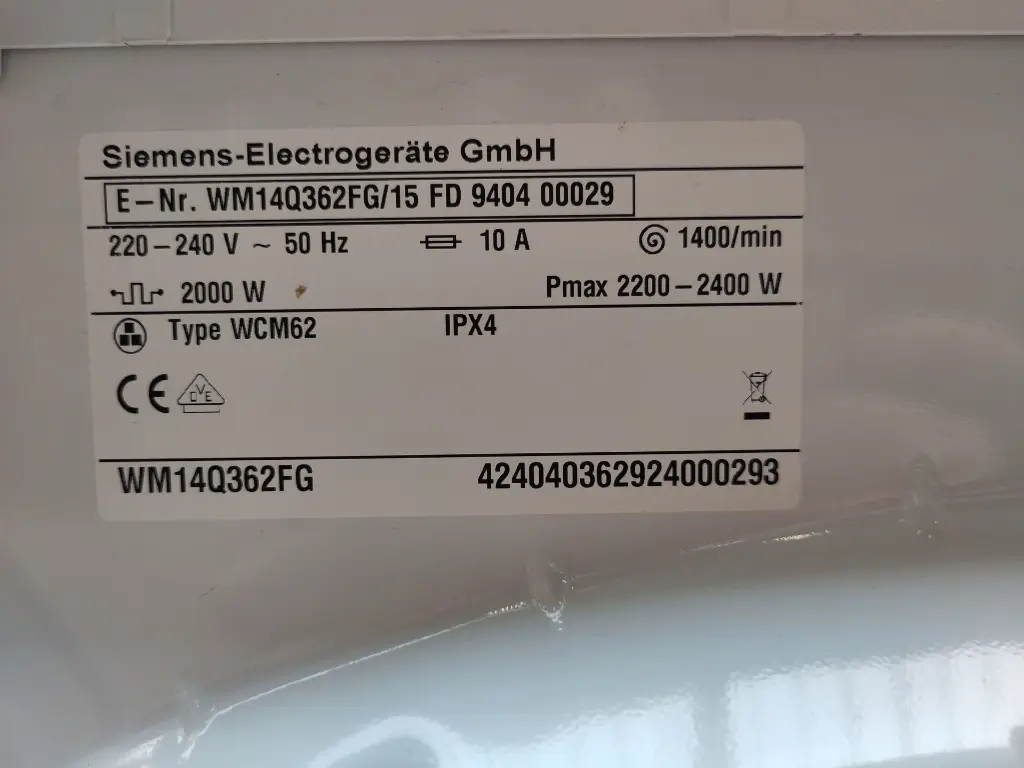 Siemens-Electrogeräte GmbH
E-Nr. WM14Q362FG/15 FD 9404 00029
220-240 V ~ 50 Hz 10 A 1400/min
2000 W Pmax 2200-2400 W
Type WCM62 IPX4
CE DVE
WM14Q362FG 424040362924000293